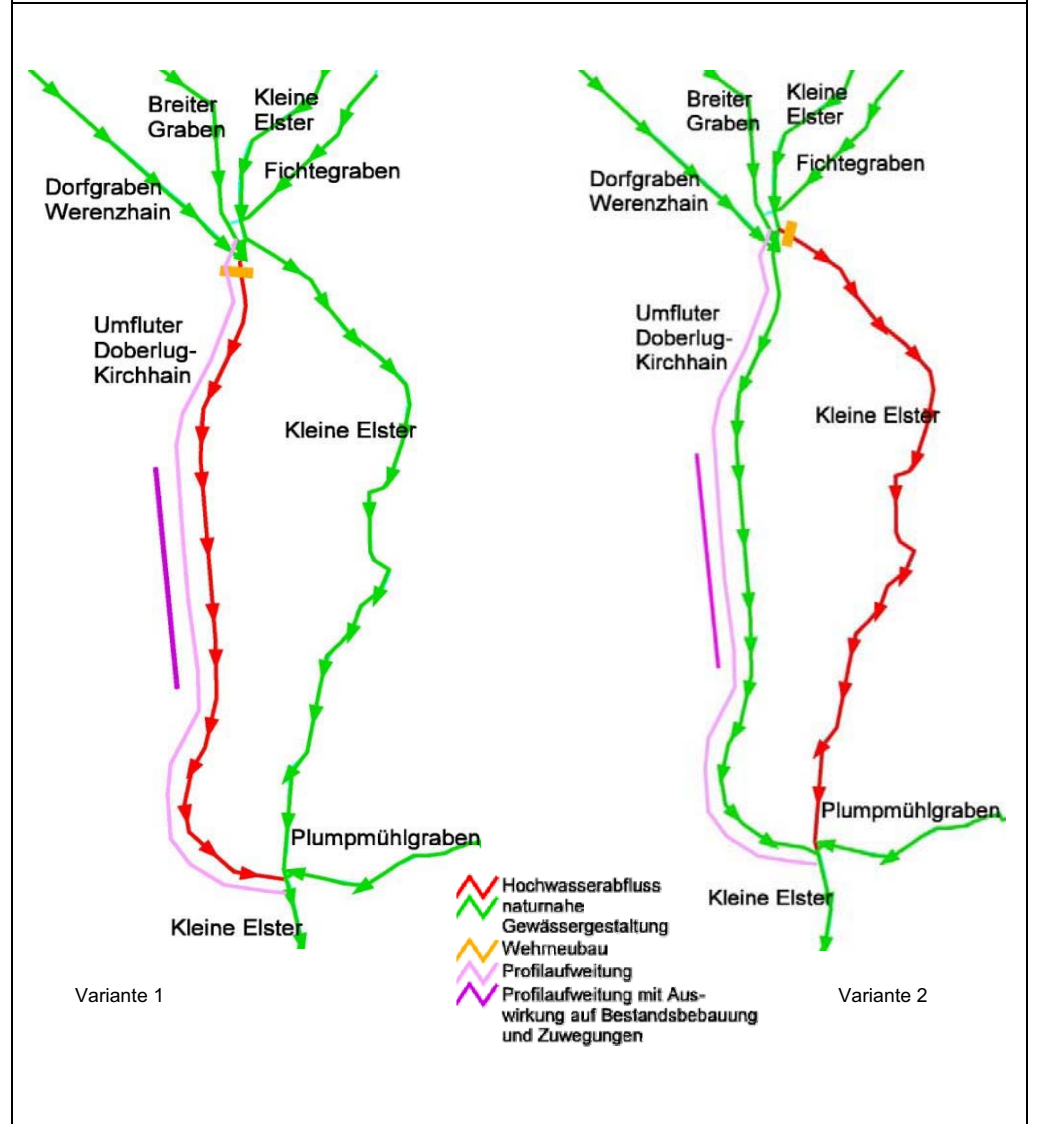 Breiter
Graben
Kleine
Elster
Fichtegraben
Dorfgraben
Werenzhain
Umfluter
Doberlug-
Kirchhain
Kleine Elster
Plumpmühlgraben
Kleine Elster
Variante 1
Breiter
Graben
Kleine
Elster
Fichtegraben
Dorfgraben
Werenzhain
Umfluter
Doberlug-
Kirchhain
Kleine Elster
Plumpmühlgraben
Kleine Elster
Variante 2
Hochwasserabfluss
naturnahe
Gewässergestaltung
Wehrneubau
Profilaufweitung
Profilaufweitung mit Aus-
wirkung auf Bestandsbebauung
und Zuwegungen